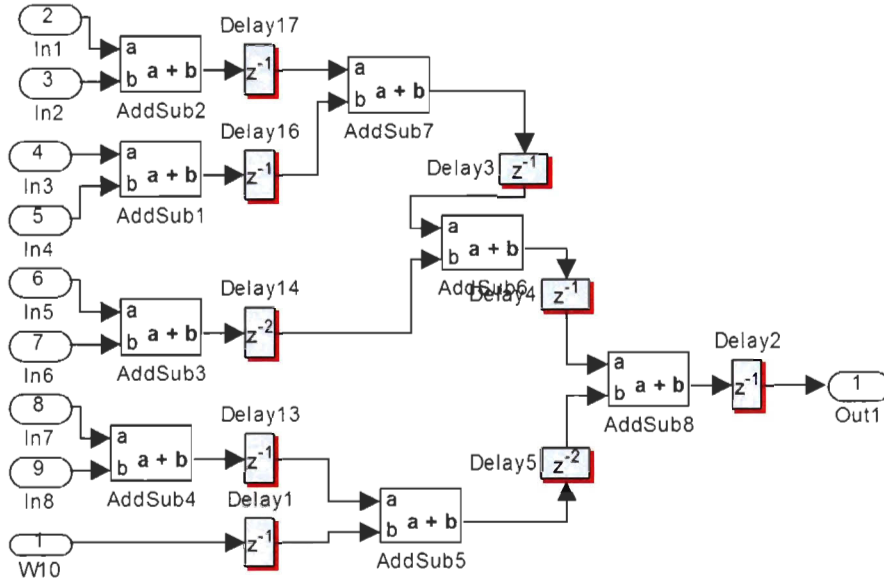 2
In1
3
In2
a
b
a + b
AddSub2
Delay17
z-1
a
b
a + b
AddSub7
4
In3
5
In4
a
b
a + b
AddSub1
Delay16
z-1
Delay3
z-1
a
b
a + b
AddSub6
Delay4
z-1
6
In5
7
In6
a
b
a + b
AddSub3
Delay14
z-2
a
b
a + b
AddSub8
Delay2
z-1
1
Out1
8
In7
9
In8
a
b
a + b
AddSub4
Delay13
z-1
Delay5
z-2
Delay1
z-1
a
b
a + b
AddSub5
1
W10